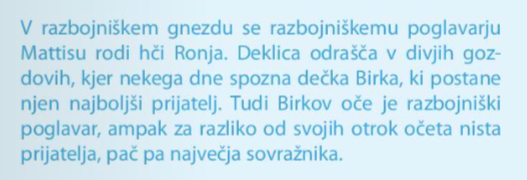 V razbojniškem gnezdu se razbojniškemu poglavarju
Mattisu rodi hči Ronja. Deklica odrašča v divjih goz-
dovih, kjer nekega dne spozna dečka Birka, ki postane
njen najboljši prijatelj. Tudi Birkov oče je razbojniški
poglavar, ampak za razliko od svojih otrok očeta nista
prijatelja, pač pa največja sovražnika.